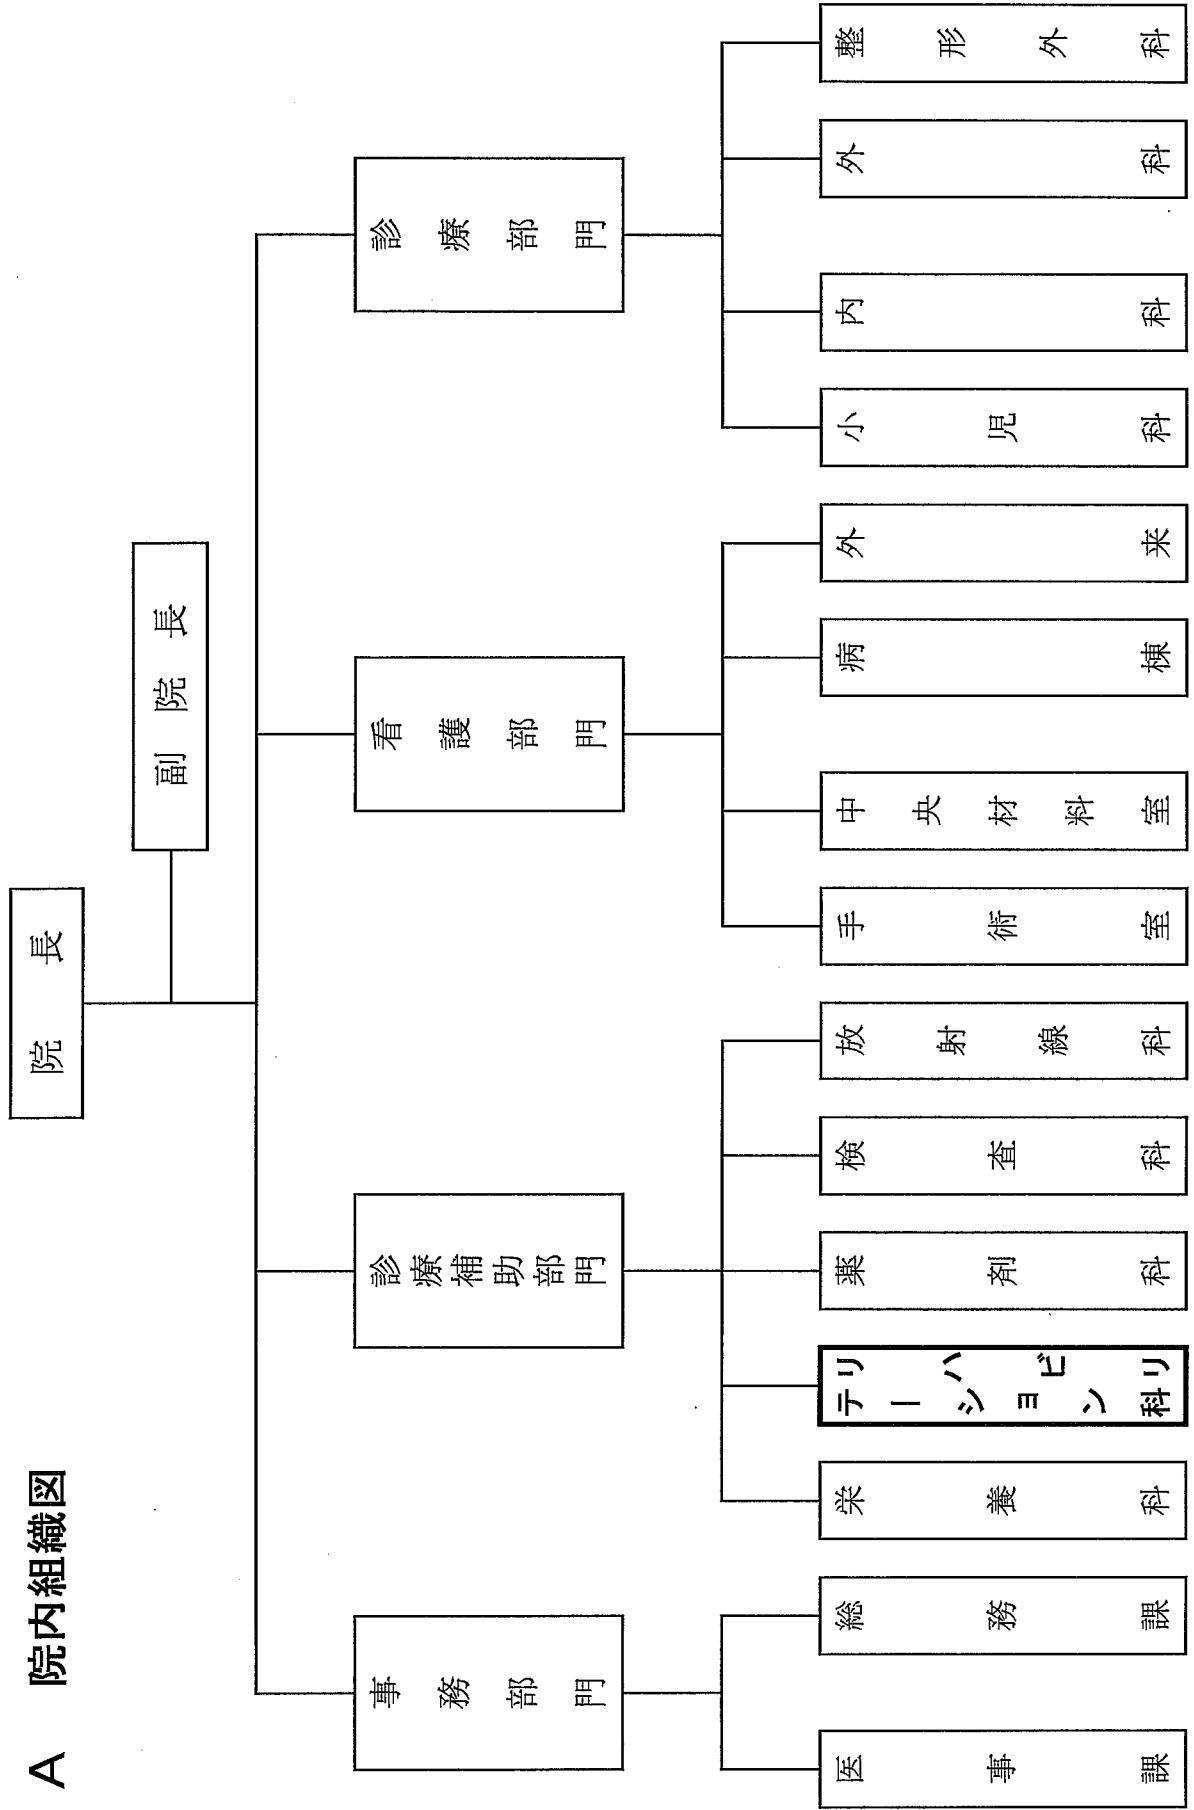 A 院内組織図
院長
副院長
事務部門
診療補助部門
看護部門
診療部門
医事課
総務課
栄養科
リハビリ
テーション科
薬剤科
検査科
放射線科
手術室
中央材料室
病棟
外来
小児科
内科
外科
整形外科